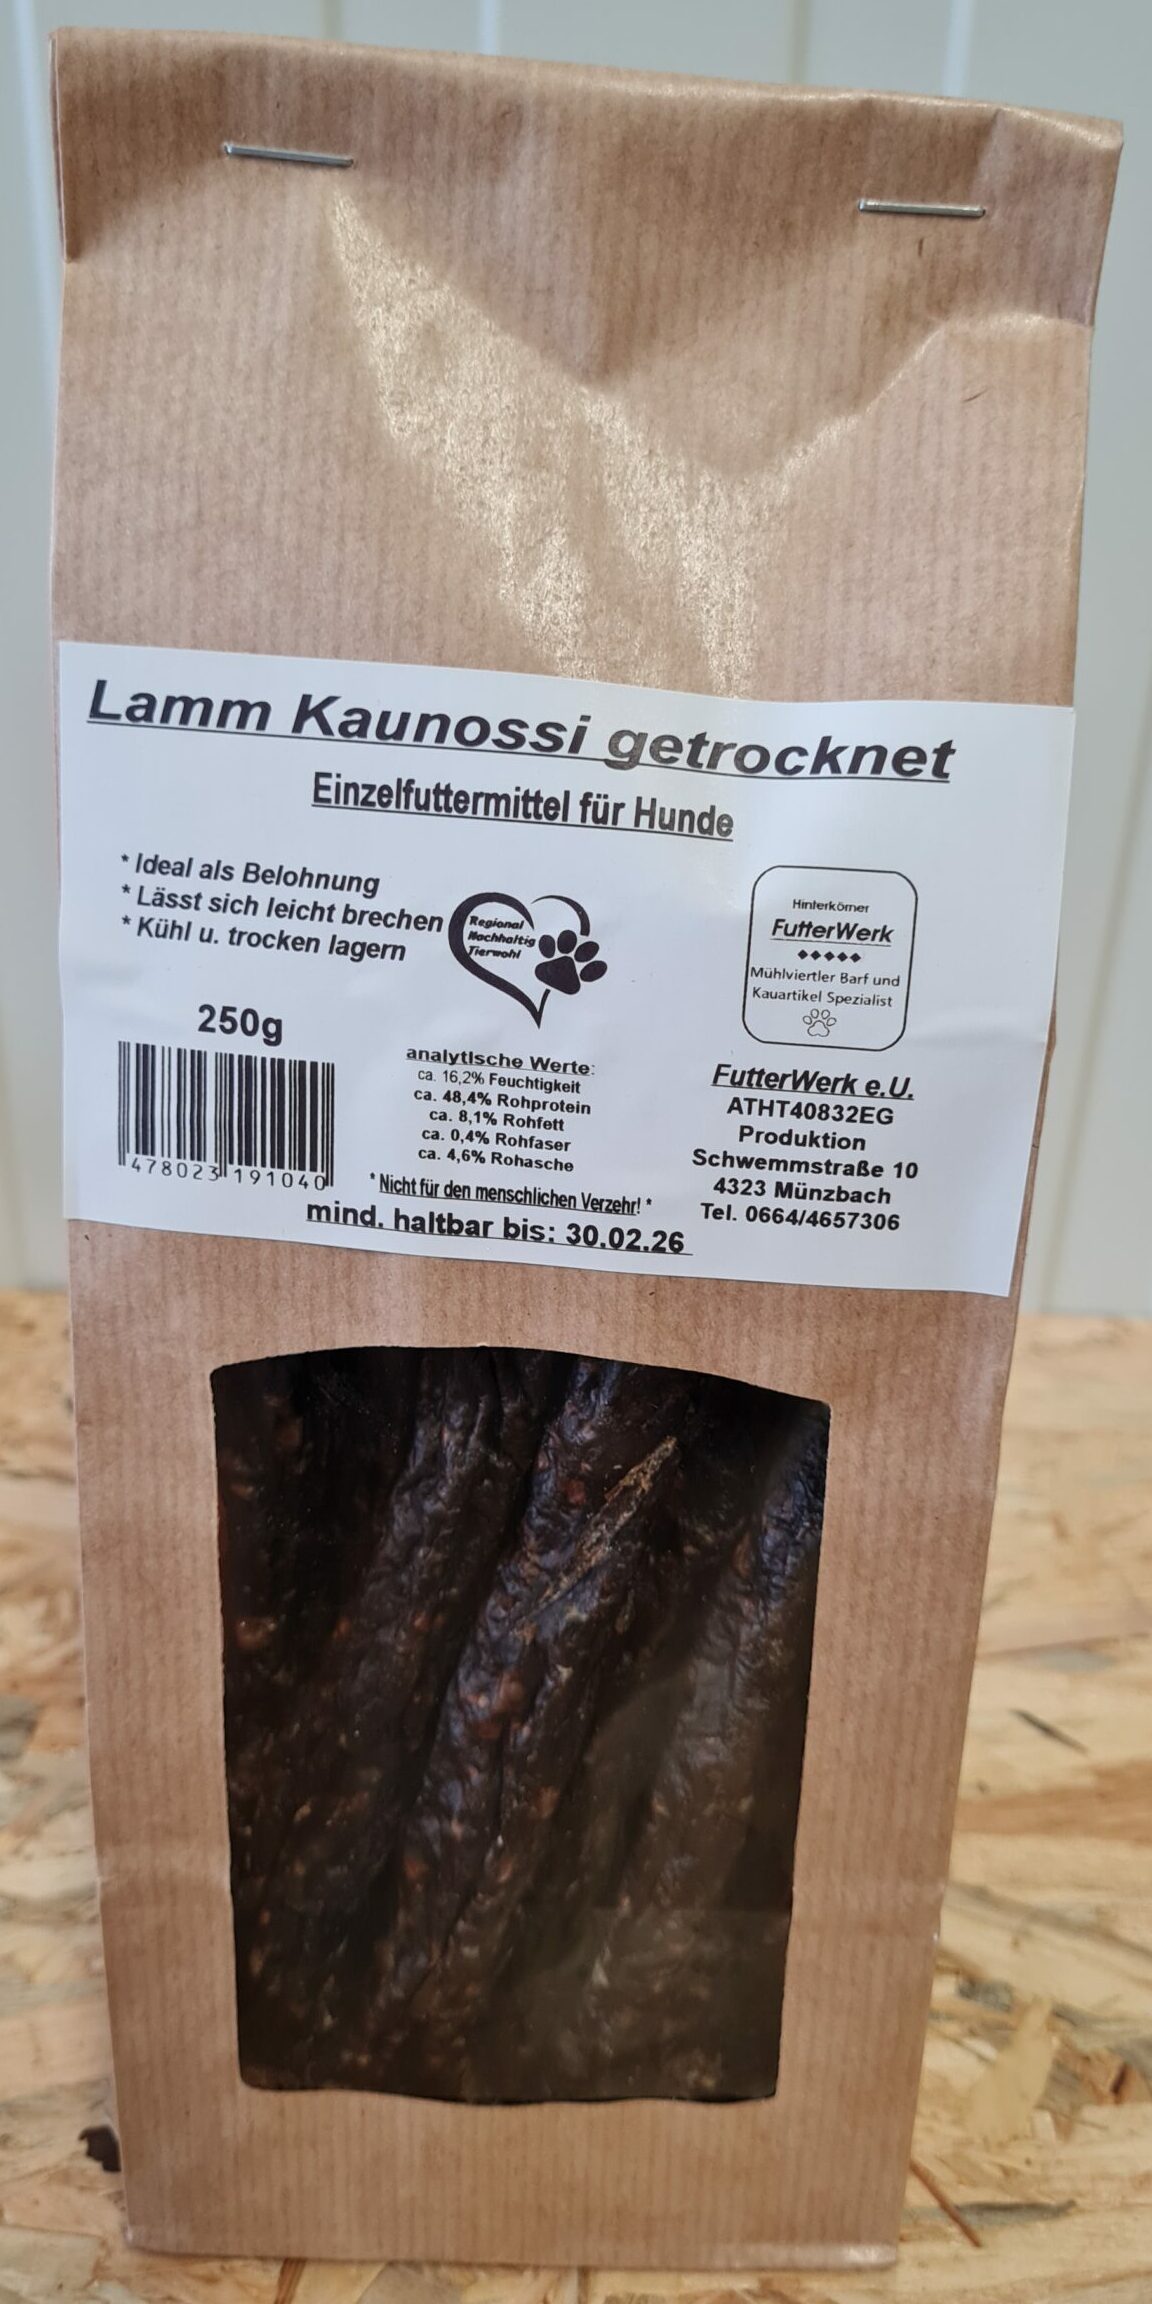 Lamm Kaunossi getrocknet
Einzelfuttermittel für Hunde
* Ideal als Belohnung
* Lässt sich leicht brechen
* Kühl u. trocken lagern
Regional
Nachhaltig
Tierwohl
Hinterkörner
FutterWerk
Mühlviertler Barf und
Kauartikel Spezialist
250g
478023 191040
analytische Werte:
ca. 16,2% Feuchtigkeit
ca. 48,4% Rohprotein
ca. 8,1% Rohfett
ca. 0,4% Rohfaser
ca. 4,6% Rohasche
* Nicht für den menschlichen Verzehr! *
mind. haltbar bis: 30.02.26
FutterWerk e.U.
ATHT40832EG
Produktion
Schwemmstraße 10
4323 Münzbach
Tel. 0664/4657306